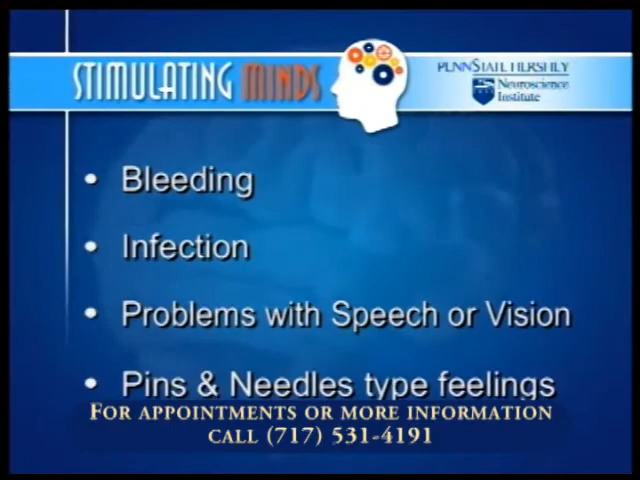 STIMULATING MINDS
PENNSTATE HERSHEY
Neuroscience
Institute
• Bleeding
• Infection
• Problems with Speech or Vision
• Pins & Needles type feelings
FOR APPOINTMENTS OR MORE INFORMATION
CALL (717) 531-4191